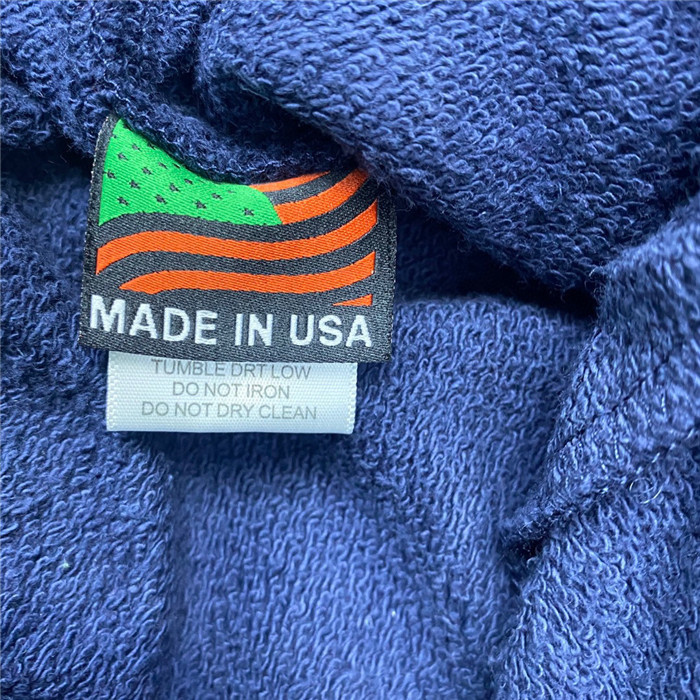 MADE IN USA
TUMBLE DRT LOW
DO NOT IRON
DO NOT DRY CLEAN